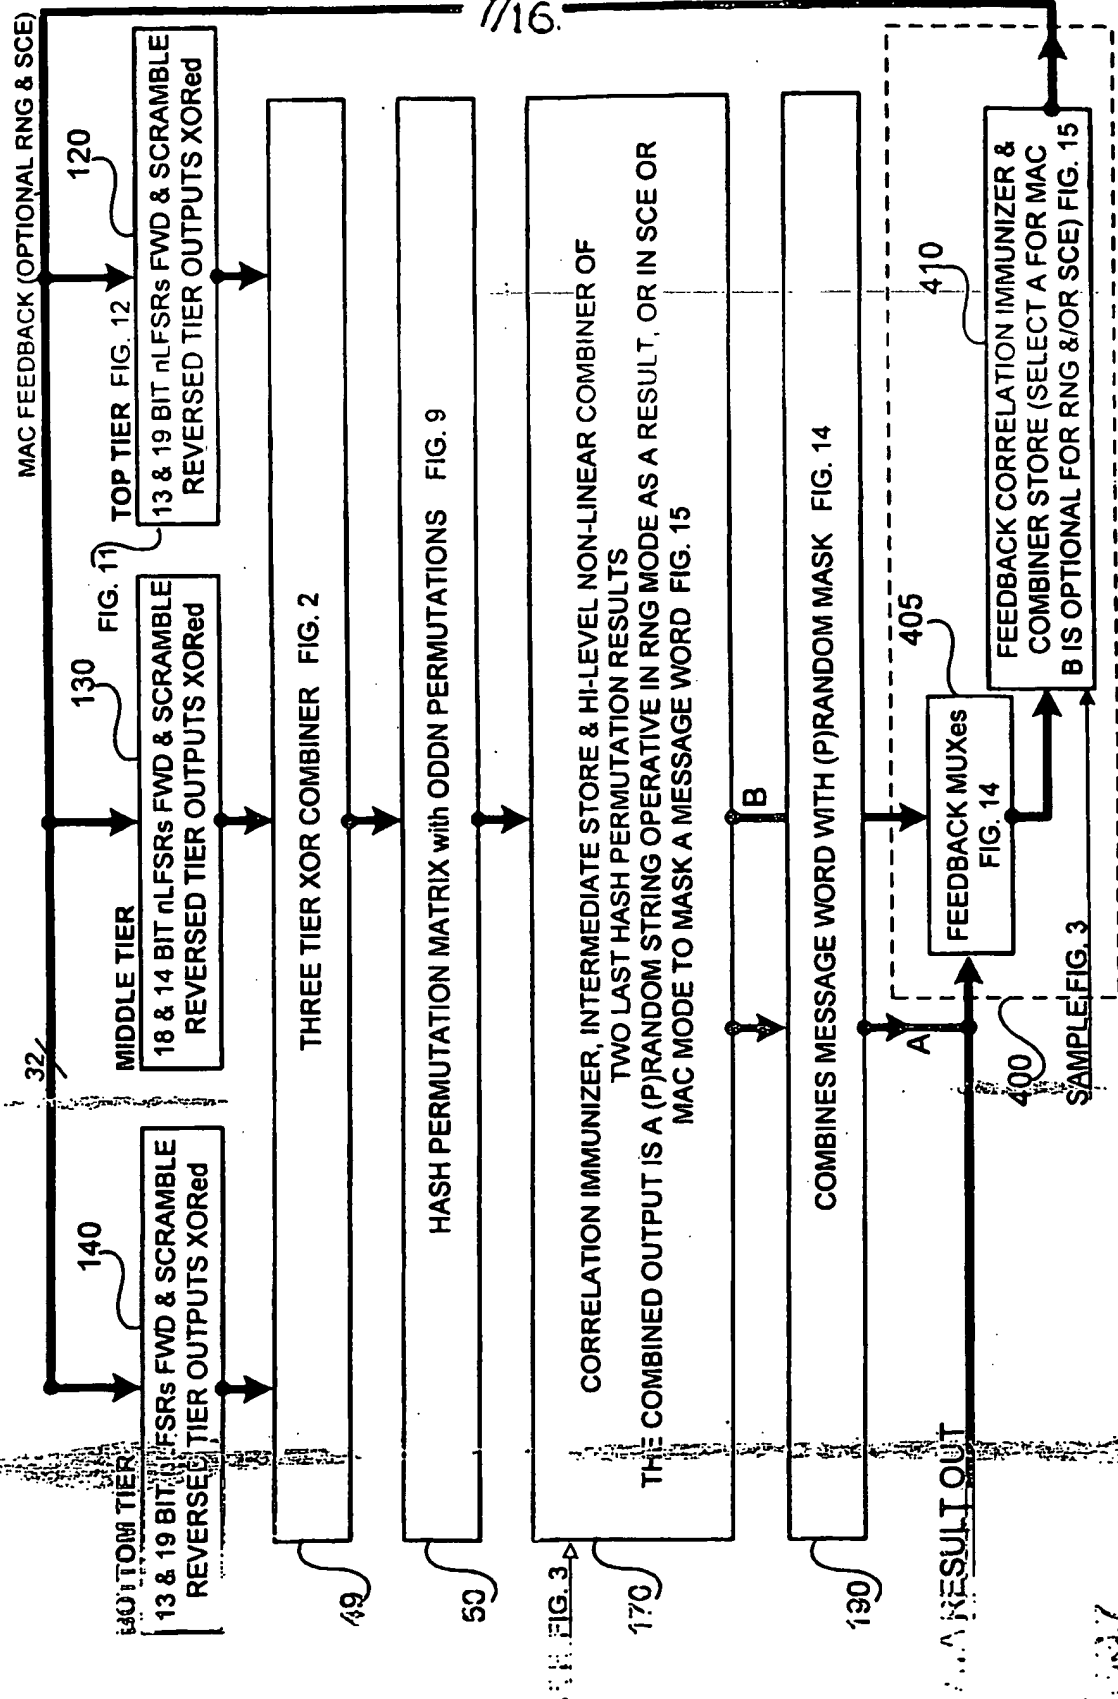 7/16.
MAC FEEDBACK (OPTIONAL RNG & SCE)
32
BOTTOM TIER
MIDDLE TIER
TOP TIER FIG. 12
FIG. 11
140
130
120
13 & 19 BIT nLFSRs FWD & SCRAMBLE
REVERSED TIER OUTPUTS XORed
18 & 14 BIT nLFSRs FWD & SCRAMBLE
REVERSED TIER OUTPUTS XORed
13 & 19 BIT nLFSRs FWD & SCRAMBLE
REVERSED TIER OUTPUTS XORed
THREE TIER XOR COMBINER FIG. 2
49
HASH PERMUTATION MATRIX with ODDN PERMUTATIONS FIG. 9
50
CORRELATION IMMUNIZER, INTERMEDIATE STORE & HI-LEVEL NON-LINEAR COMBINER OF
TWO LAST HASH PERMUTATION RESULTS
THE COMBINED OUTPUT IS A (P)RANDOM STRING OPERATIVE IN RNG MODE AS A RESULT, OR IN SCE OR
MAC MODE TO MASK A MESSAGE WORD FIG. 15
FIG. 3
170
B
COMBINES MESSAGE WORD WITH (P)RANDOM MASK FIG. 14
190
A
RESULT OUT
400
405
FEEDBACK MUXes
FIG. 14
410
FEEDBACK CORRELATION IMMUNIZER &
COMBINER STORE (SELECT A FOR MAC
B IS OPTIONAL FOR RNG &/OR SCE) FIG. 15
SAMPLE FIG. 3